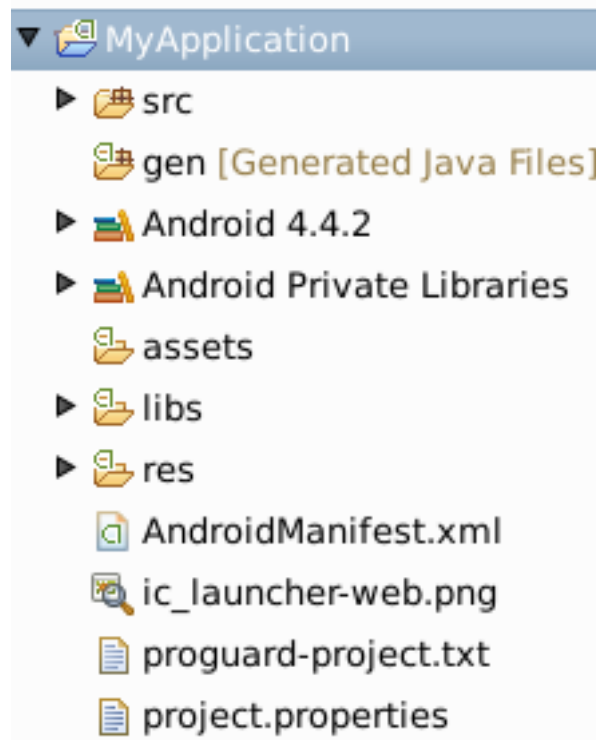 MyApplication
src
gen [Generated Java Files]
Android 4.4.2
Android Private Libraries
assets
libs
res
AndroidManifest.xml
ic_launcher-web.png
proguard-project.txt
project.properties